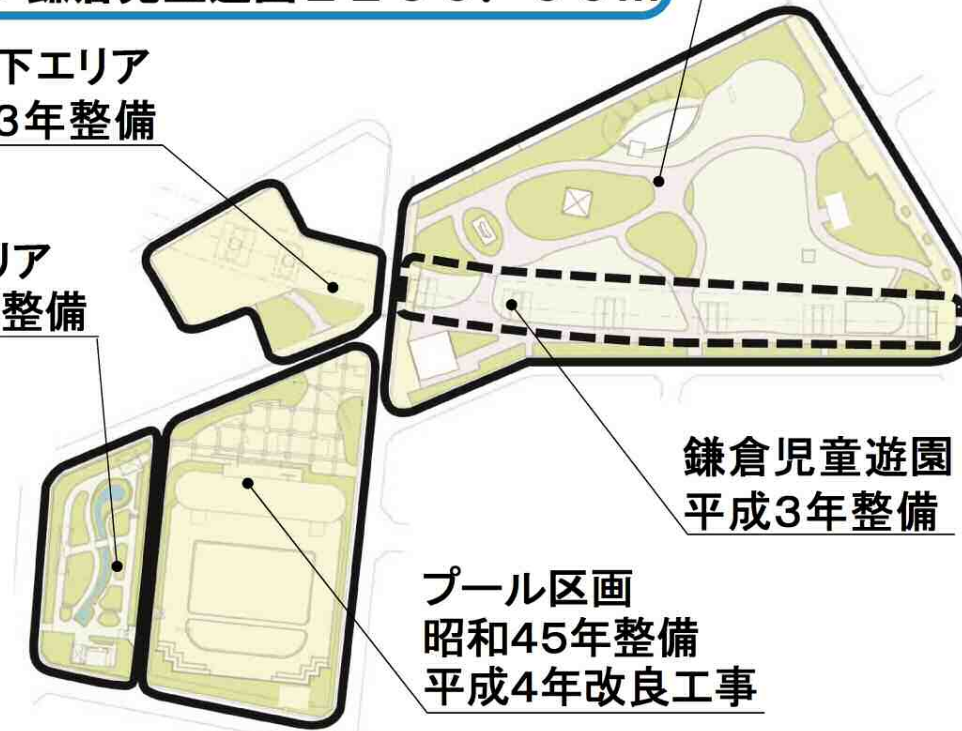 下エリア
3年整備
リア
整備
鎌倉児童遊園
平成3年整備
プール区画
昭和45年整備
平成4年改良工事